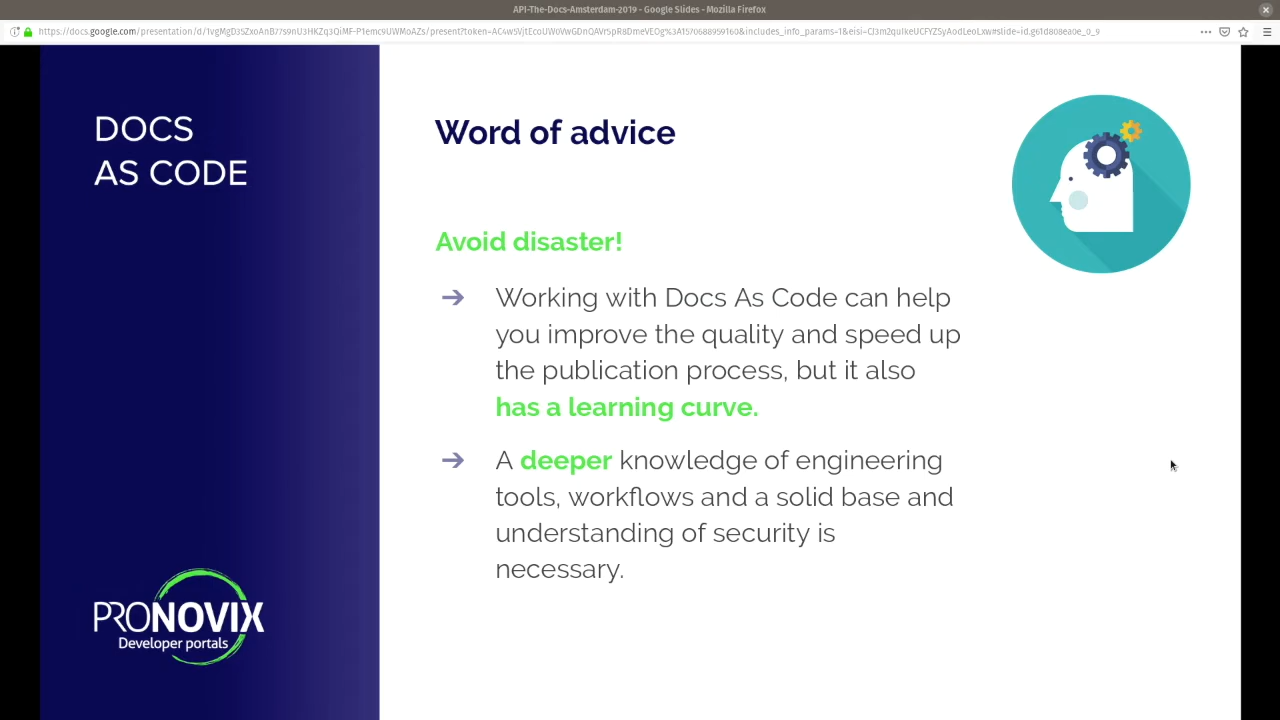 API-The-Docs-Amsterdam-2019 - Google Slides - Mozilla Firefox
DOCS
AS CODE
Word of advice
Avoid disaster!
→ Working with Docs As Code can help
you improve the quality and speed up
the publication process, but it also
has a learning curve.
→ A deeper knowledge of engineering
tools, workflows and a solid base and
understanding of security is
necessary.
PRONOVIX
Developer portals